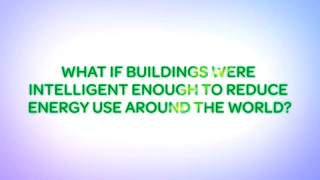 WHAT IF BUILDINGS WERE
INTELLIGENT ENOUGH TO REDUCE
ENERGY USE AROUND THE WORLD?